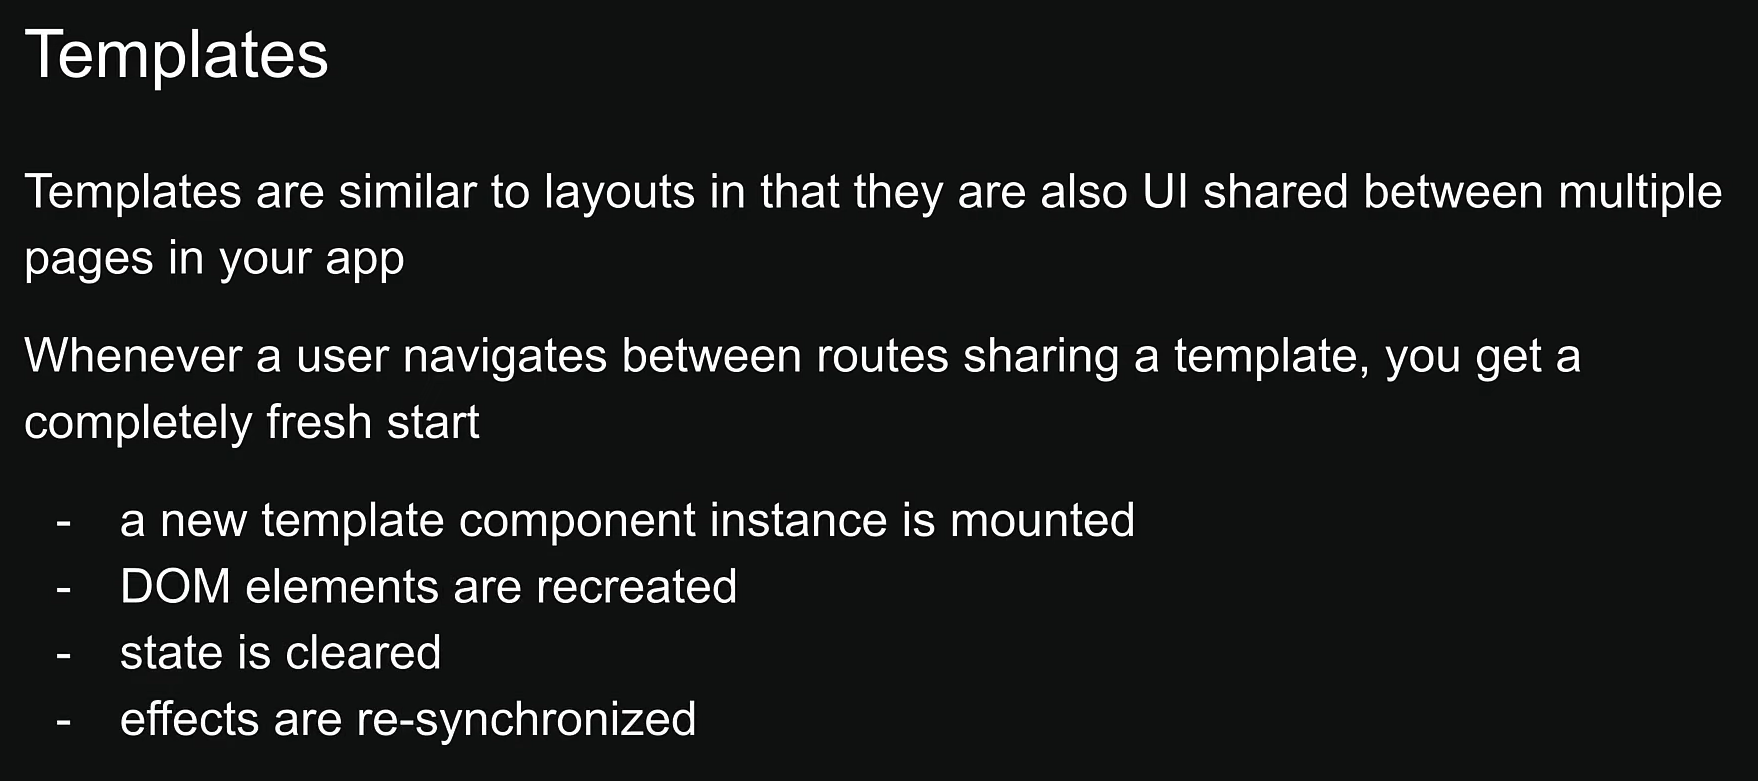 Templates
Templates are similar to layouts in that they are also UI shared between multiple
pages in your app
Whenever a user navigates between routes sharing a template, you get a
completely fresh start
- a new template component instance is mounted
- DOM elements are recreated
- state is cleared
- effects are re-synchronized